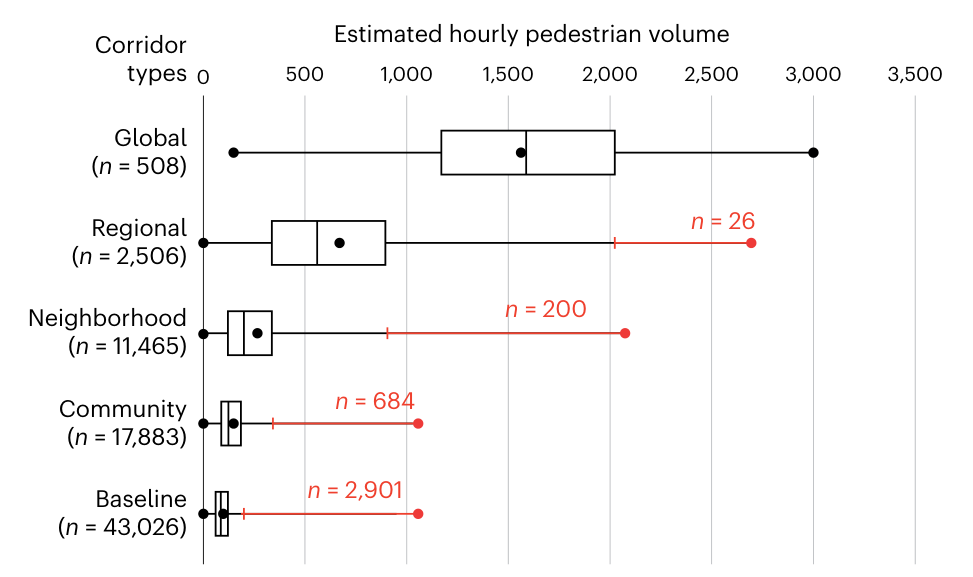 Estimated hourly pedestrian volume
Corridor
types
0 500 1,000 1,500 2,000 2,500 3,000 3,500
Global
(n = 508)
Regional
(n = 2,506)
n = 26
Neighborhood
(n = 11,465)
n = 200
Community
(n = 17,883)
n = 684
Baseline
(n = 43,026)
n = 2,901